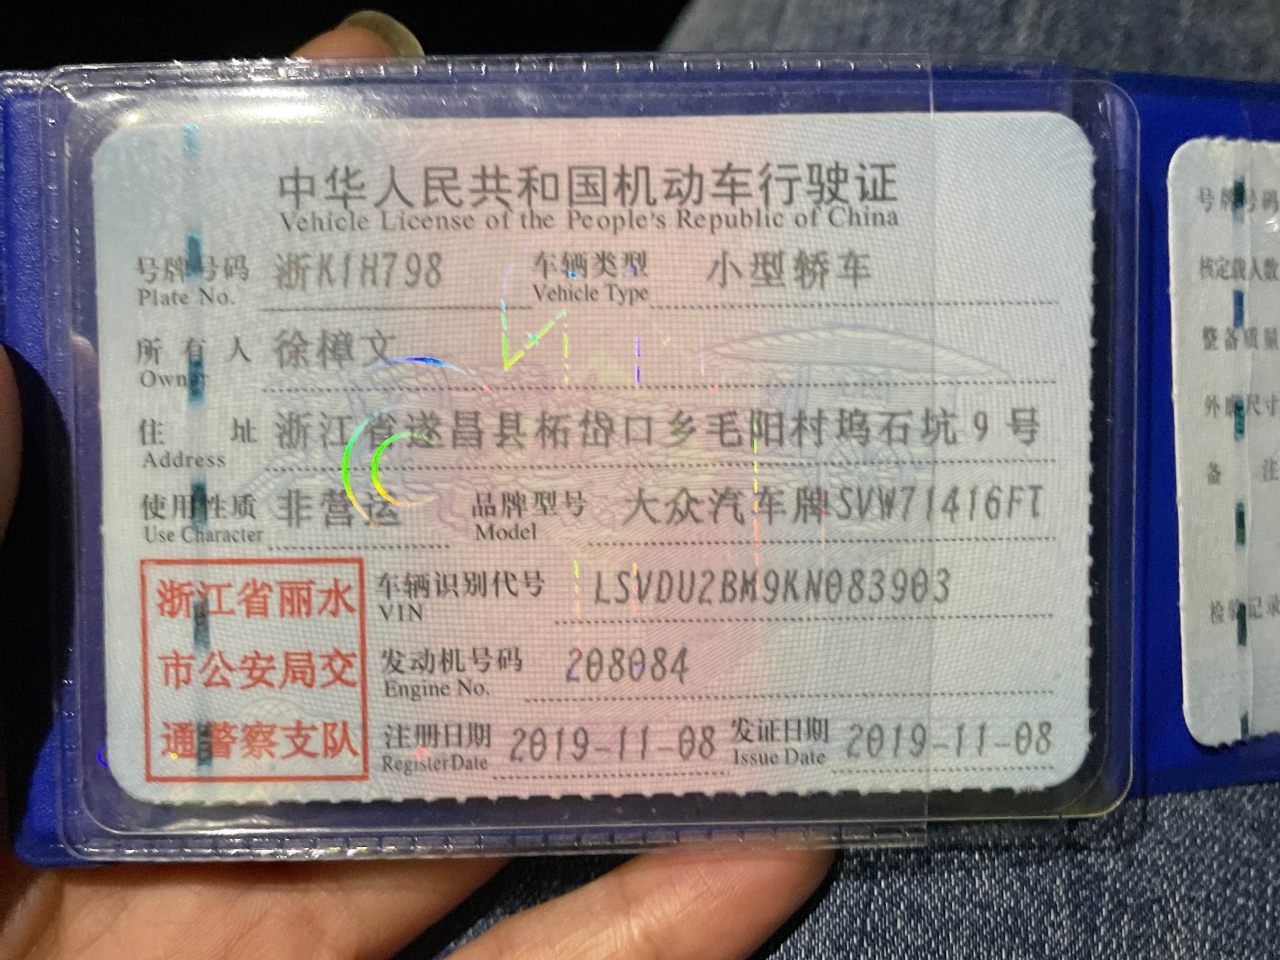 中华人民共和国机动车行驶证
Vehicle License of the People's Republic of China
号牌号码 浙K1H798 车辆类型 小型轿车
Plate No. Vehicle Type
所有人 徐樟文
Owner
住址 浙江省遂昌县柘岱口乡毛阳村坞石坑9号
Address
使用性质 非营运 品牌型号 大众汽车牌SVW71416FT
Use Character Model
浙江省丽水
市公安局交
通警察支队
车辆识别代号 LSVDU2BM9KN083903
VIN
发动机号码 208084
Engine No.
注册日期 2019-11-08 发证日期 2019-11-08
Register Date Issue Date
号牌号码
核定载人数
整备质量
外廓尺寸
备注
检验记录